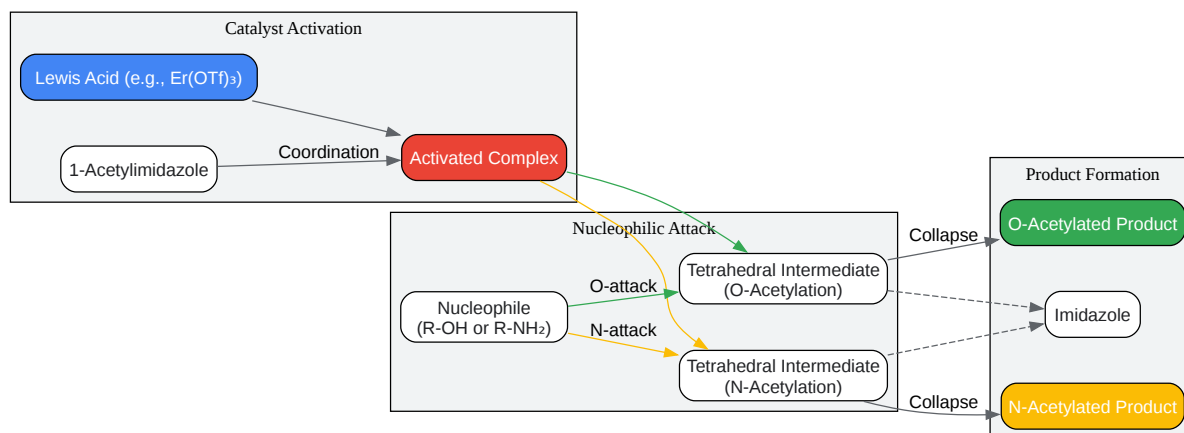 Catalyst Activation
Lewis Acid (e.g., Er(OTf)₃)
Coordination
Activated Complex
1-Acetylimidazole
Nucleophilic Attack
O-attack
Nucleophile
(R-OH or R-NH₂)
N-attack
Tetrahedral Intermediate
(O-Acetylation)
Tetrahedral Intermediate
(N-Acetylation)
Collapse
Collapse
Product Formation
O-Acetylated Product
Imidazole
N-Acetylated Product